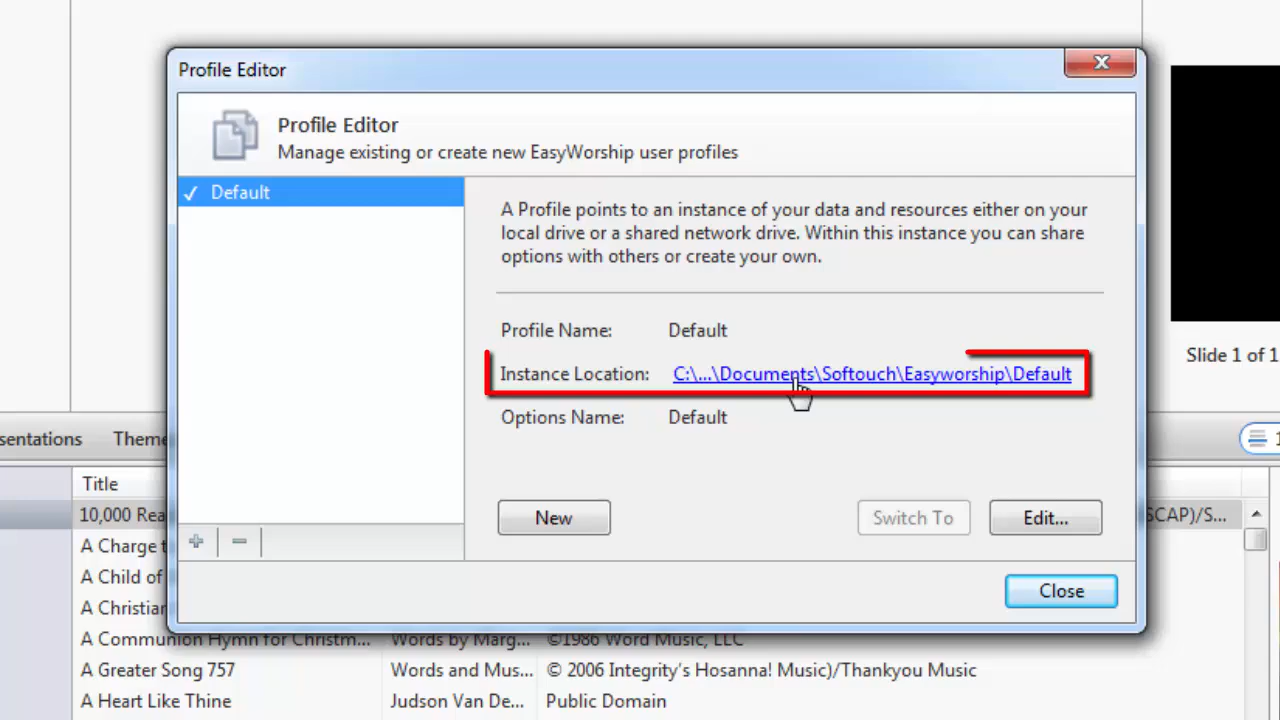 Profile Editor
Profile Editor
Manage existing or create new EasyWorship user profiles
✓ Default
A Profile points to an instance of your data and resources either on your
local drive or a shared network drive. Within this instance you can share
options with others or create your own.
Profile Name: Default
Instance Location: C:\...\Documents\Softouch\Easyworship\Default
Options Name: Default
New Switch To Edit...
Close
Slide 1 of 1
sentations Theme
1
Title
10,000 Rea SCAP)/S...
A Charge t
A Child of
A Christian
A Communion Hymn for Christm... Words by Marg... ©1986 Word Music, LLC
A Greater Song 757 Words and Mus... © 2006 Integrity's Hosanna! Music)/Thankyou Music
A Heart Like Thine Judson Van De... Public Domain